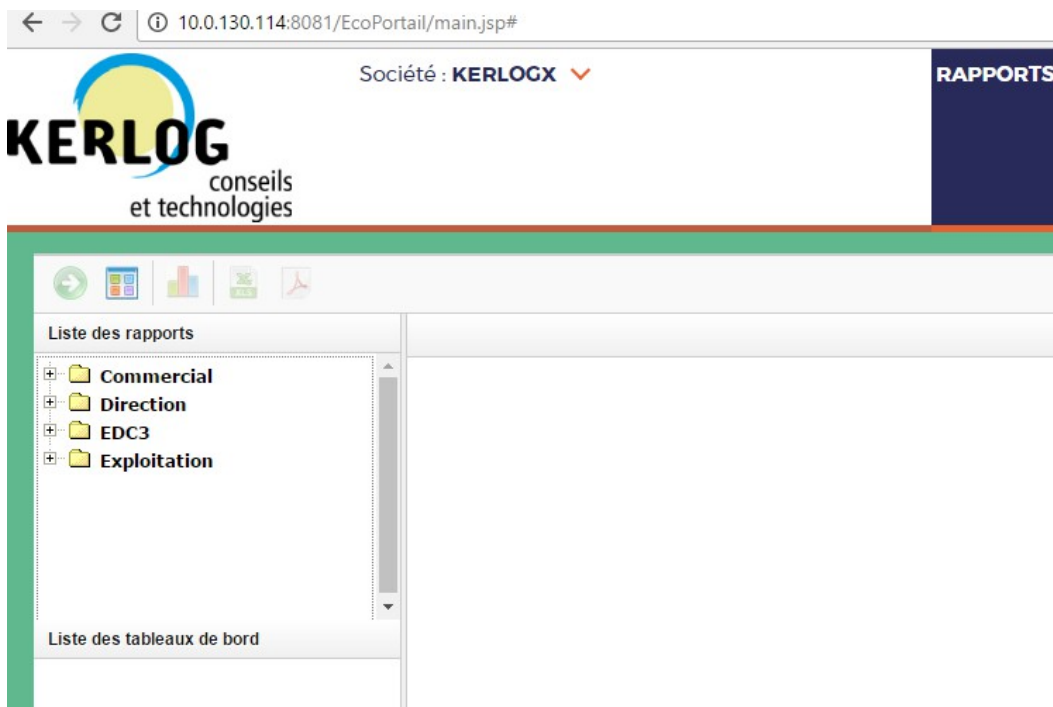 10.0.130.114:8081/EcoPortail/main.jsp#
Société : KERLOGX
RAPPORTS
KERLOG
conseils
et technologies
XLS
Liste des rapports
Commercial
Direction
EDC3
Exploitation
Liste des tableaux de bord